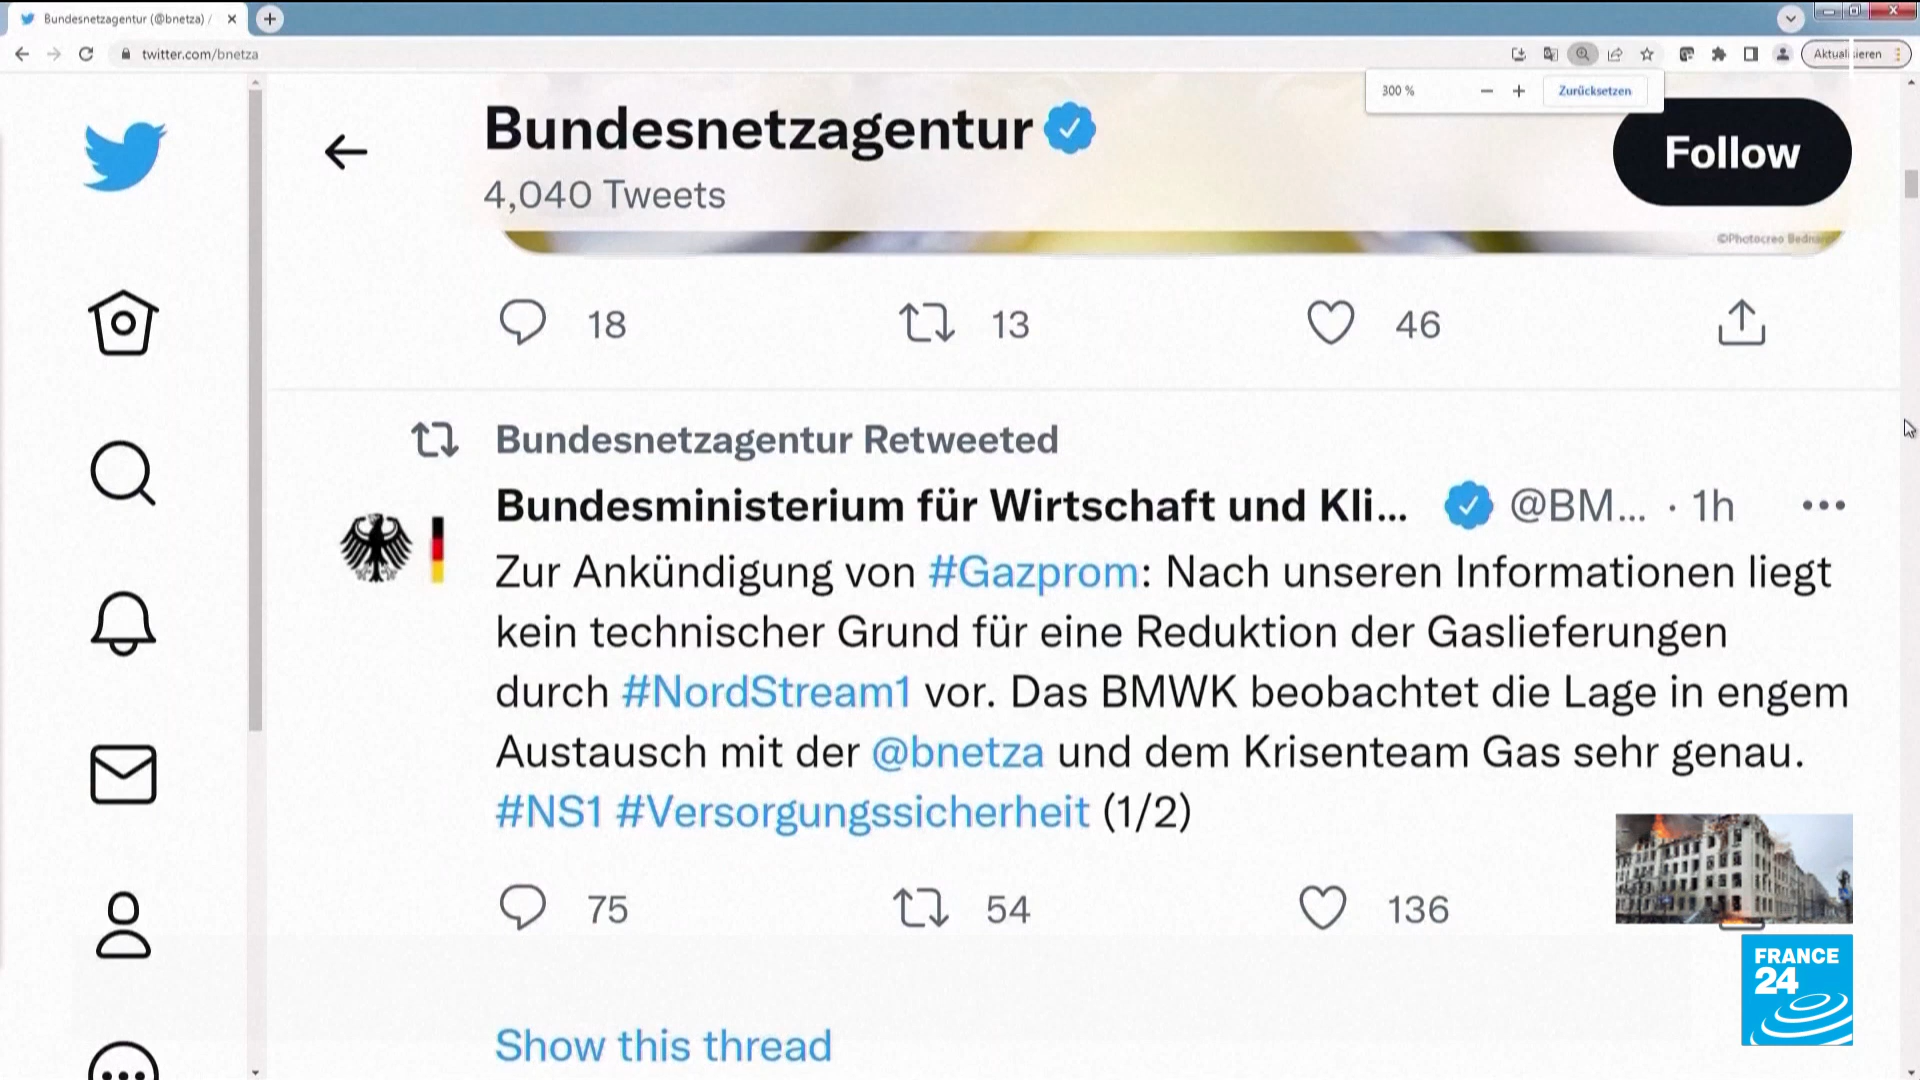 Bundesnetzagentur (@bnetza) /
twitter.com/bnetza
Aktualisieren
300 %
Zurücksetzen
Bundesnetzagentur
4,040 Tweets
Follow
18
13
46
Bundesnetzagentur Retweeted
Bundesministerium für Wirtschaft und Kli... @BM... · 1h
Zur Ankündigung von #Gazprom: Nach unseren Informationen liegt
kein technischer Grund für eine Reduktion der Gaslieferungen
durch #NordStream1 vor. Das BMWK beobachtet die Lage in engem
Austausch mit der @bnetza und dem Krisenteam Gas sehr genau.
#NS1 #Versorgungssicherheit (1/2)
75
54
136
FRANCE
24
Show this thread